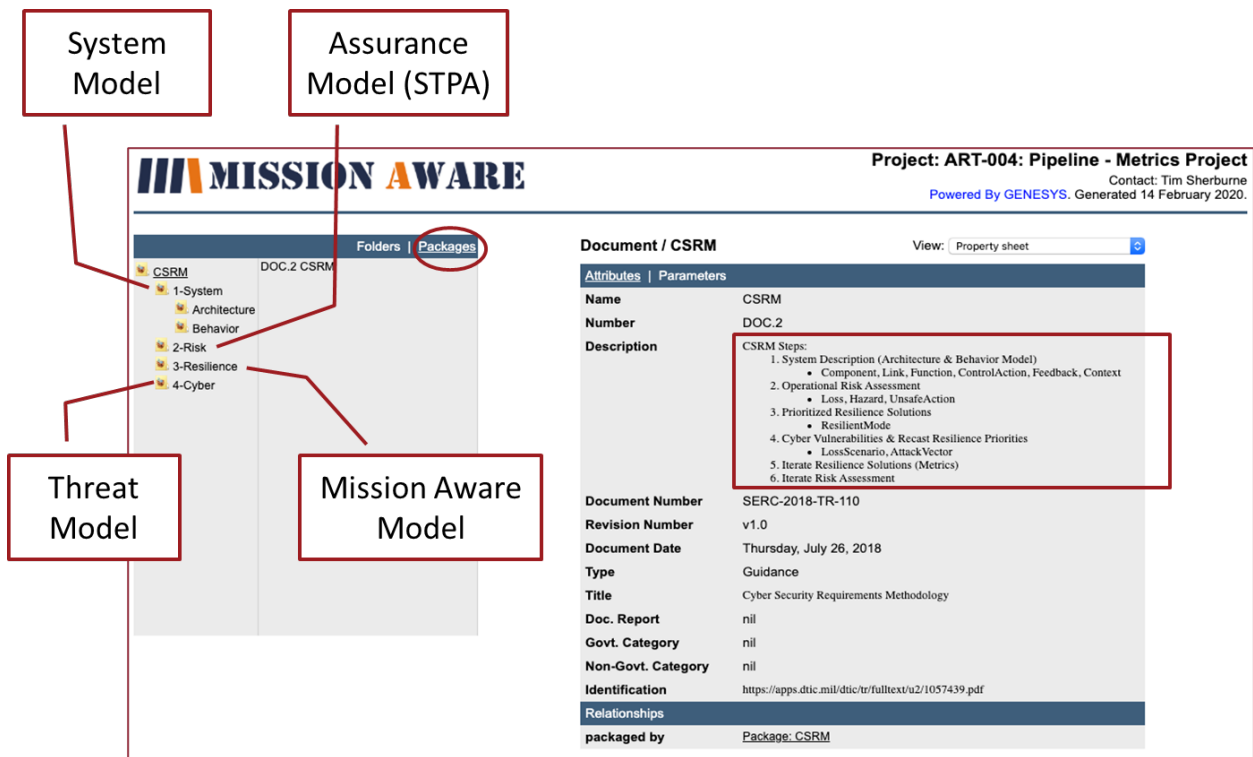 System
Model
Assurance
Model (STPA)
MISSION AWARE
Project: ART-004: Pipeline - Metrics Project
Contact: Tim Sherburne
Powered By GENESYS. Generated 14 February 2020.
Folders | Packages
CSRM
1-System
Architecture
Behavior
2-Risk
3-Resilience
4-Cyber
DOC.2 CSRM
Threat
Model
Mission Aware
Model
Document / CSRM
View: Property sheet
Attributes | Parameters
Name CSRM
Number DOC.2
Description CSRM Steps:
1. System Description (Architecture & Behavior Model)
• Component, Link, Function, ControlAction, Feedback, Context
2. Operational Risk Assessment
• Loss, Hazard, UnsafeAction
3. Prioritized Resilience Solutions
• ResilientMode
4. Cyber Vulnerabilities & Recast Resilience Priorities
• LossScenario, AttackVector
5. Iterate Resilience Solutions (Metrics)
6. Iterate Risk Assessment
Document Number SERC-2018-TR-110
Revision Number v1.0
Document Date Thursday, July 26, 2018
Type Guidance
Title Cyber Security Requirements Methodology
Doc. Report nil
Govt. Category nil
Non-Govt. Category nil
Identification https://apps.dtic.mil/dtic/tr/fulltext/u2/1057439.pdf
Relationships
packaged by Package: CSRM